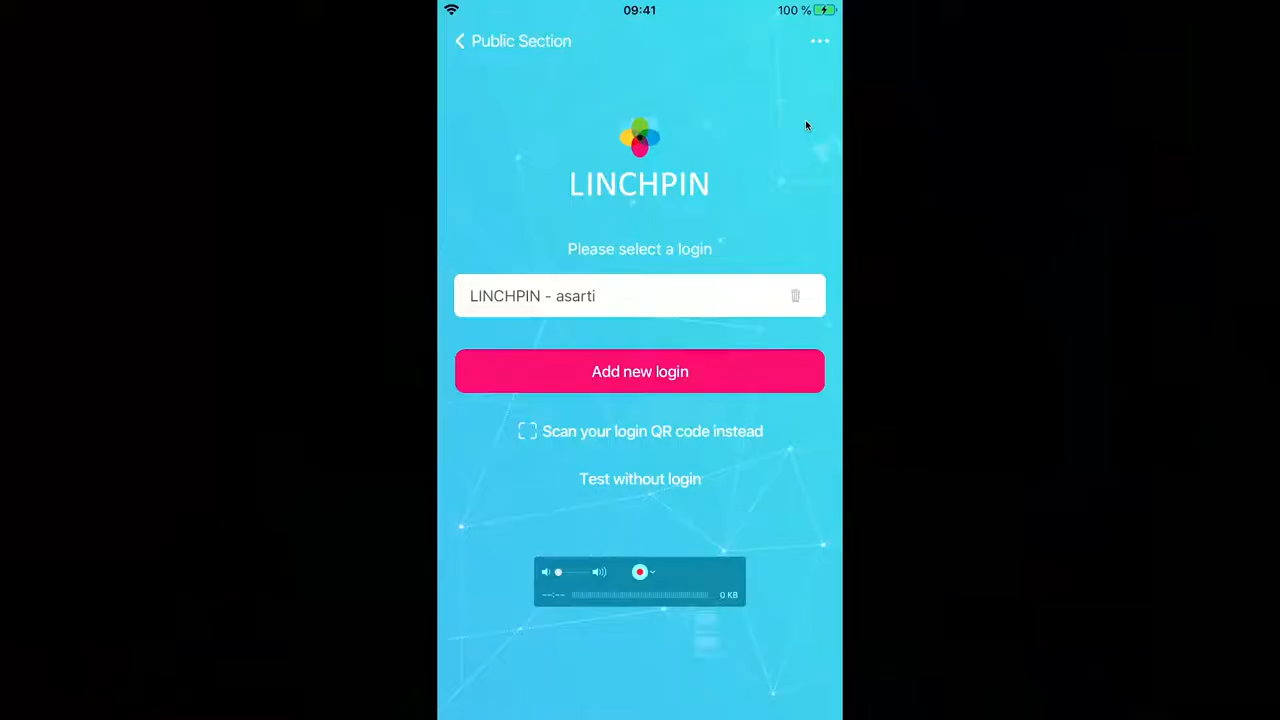 09:41
100 %
Public Section
LINCHPIN
Please select a login
LINCHPIN - asarti
Add new login
Scan your login QR code instead
Test without login
--:--
0 KB